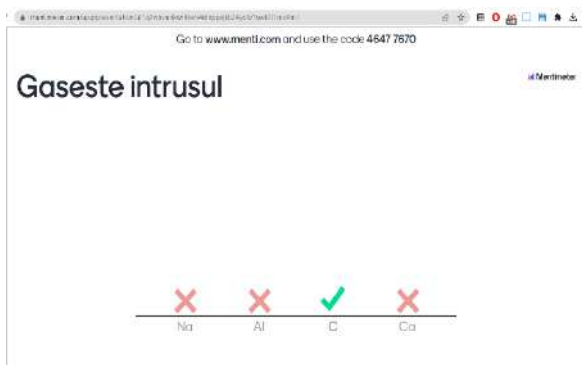 Go to www.menti.com and use the code 4647 7670
Gaseste intrusul
Mentimeter
Na Al C Ca